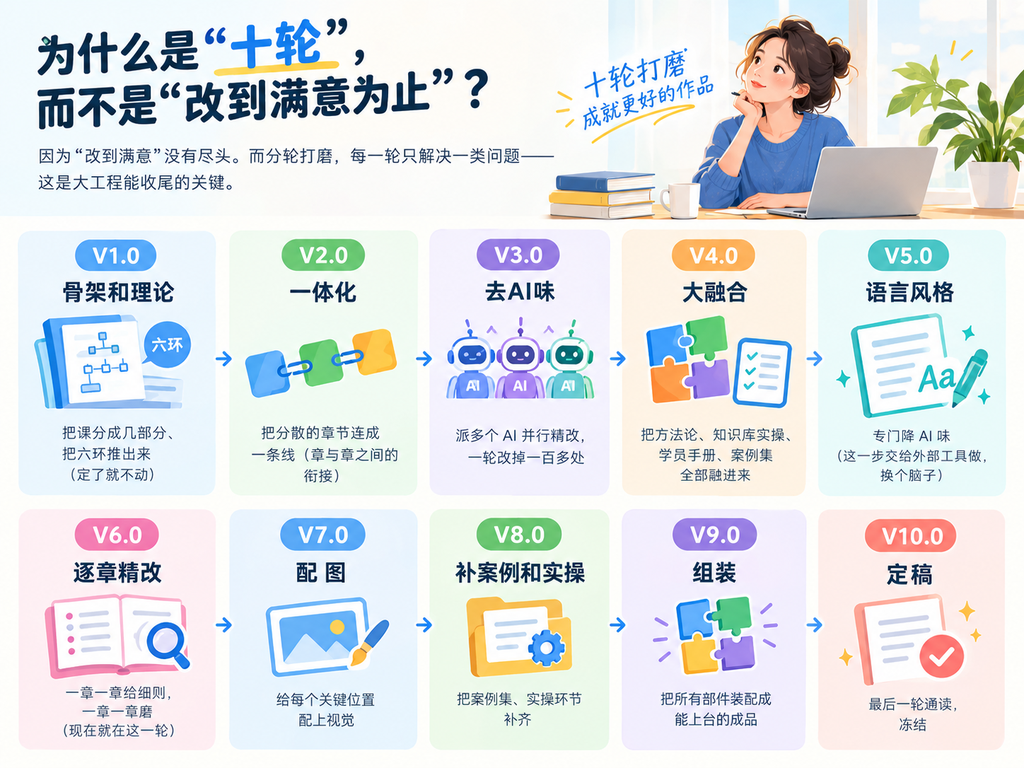 为什么是“十轮”，
而不是“改到满意为止”？
因为“改到满意”没有尽头。而分轮打磨，每一轮只解决一类问题——
这是大工程能收尾的关键。
十轮打磨
成就更好的作品
V1.0
骨架和理论
六环
把课分成几部分、
把六环推出来
（定了就不动）
V2.0
一体化
把分散的章节连成
一条线（章与章之间的
衔接）
V3.0
去AI味
AI
AI
AI
派多个 AI 并行精改，
一轮改掉一百多处
V4.0
大融合
把方法论、知识库实操、
学员手册、案例集
全部融进来
V5.0
语言风格
Aa
专门降 AI 味
（这一步交给外部工具做，
换个脑子）
V6.0
逐章精改
一章一章给细则，
一章一章磨
（现在就在这一轮）
V7.0
配 图
给每个关键位置
配上视觉
V8.0
补案例和实操
把案例集、实操环节
补齐
V9.0
组装
把所有部件装配成
能上台的成品
V10.0
定稿
最后一轮通读，
冻结